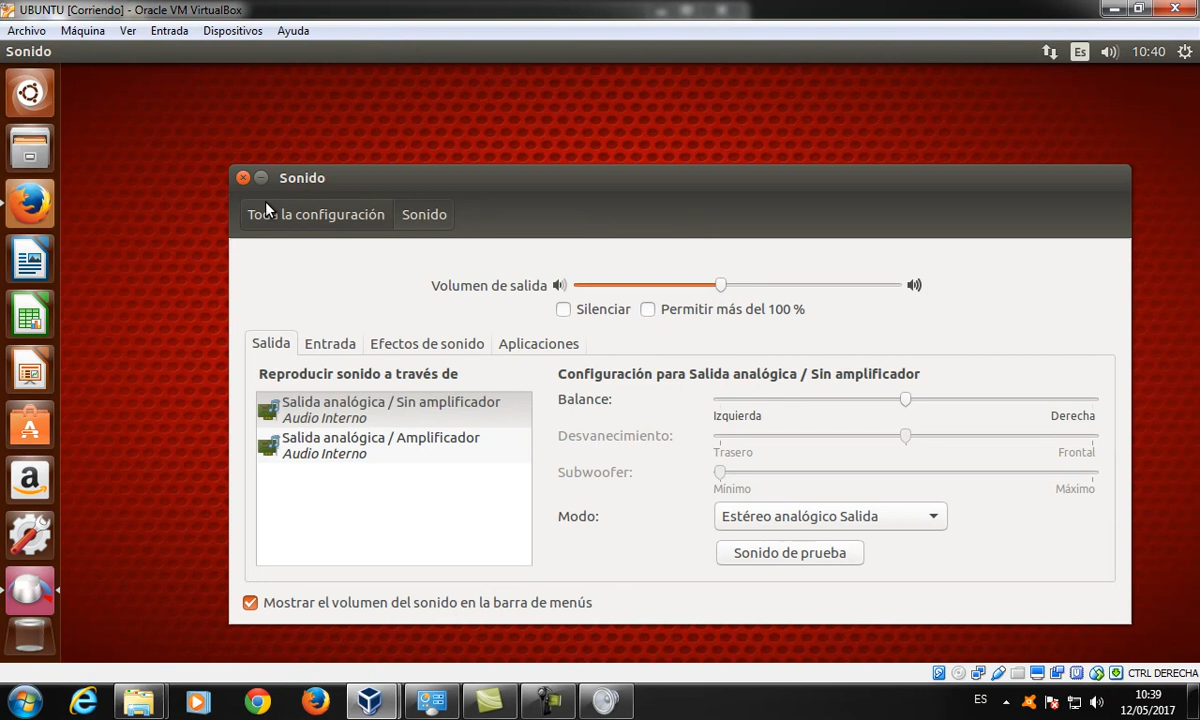 UBUNTU [Corriendo] - Oracle VM VirtualBox
Archivo Máquina Ver Entrada Dispositivos Ayuda
Sonido Es 10:40
Sonido
Toda la configuración Sonido
Volumen de salida
Silenciar Permitir más del 100 %
Salida Entrada Efectos de sonido Aplicaciones
Reproducir sonido a través de
Salida analógica / Sin amplificador
Audio Interno
Salida analógica / Amplificador
Audio Interno
Configuración para Salida analógica / Sin amplificador
Balance:
Izquierda Derecha
Desvanecimiento:
Trasero Frontal
Subwoofer:
Mínimo Máximo
Modo: Estéreo analógico Salida
Sonido de prueba
Mostrar el volumen del sonido en la barra de menús
CTRL DERECHA
ES
10:39
12/05/2017